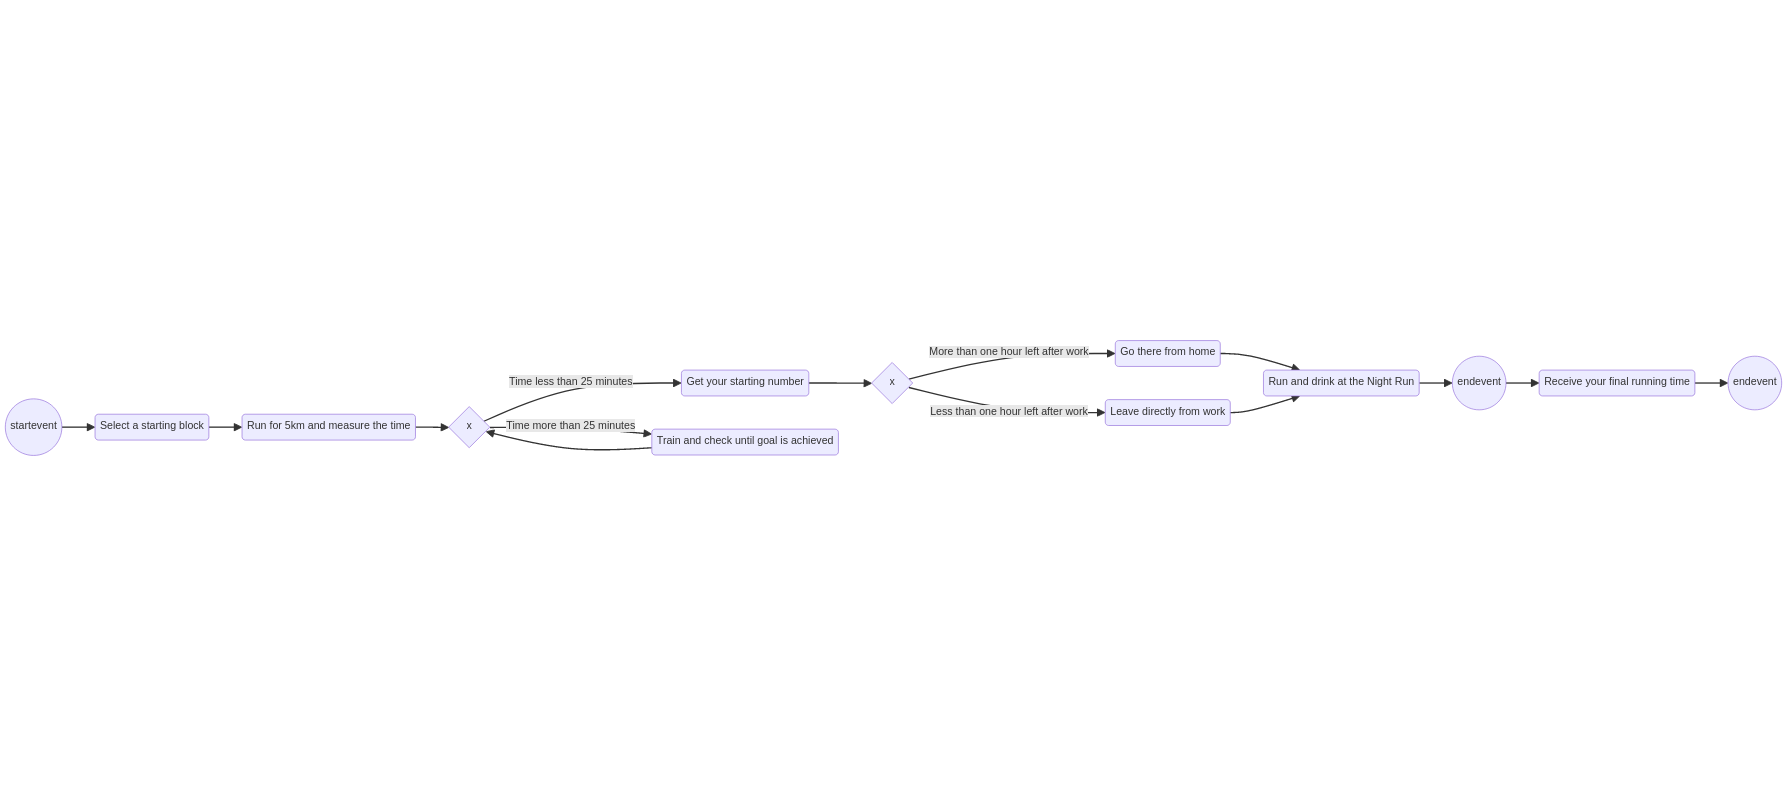 startevent
Select a starting block
Run for 5km and measure the time
x
Time less than 25 minutes
Time more than 25 minutes
Get your starting number
Train and check until goal is achieved
x
More than one hour left after work
Less than one hour left after work
Go there from home
Leave directly from work
Run and drink at the Night Run
endevent
Receive your final running time
endevent